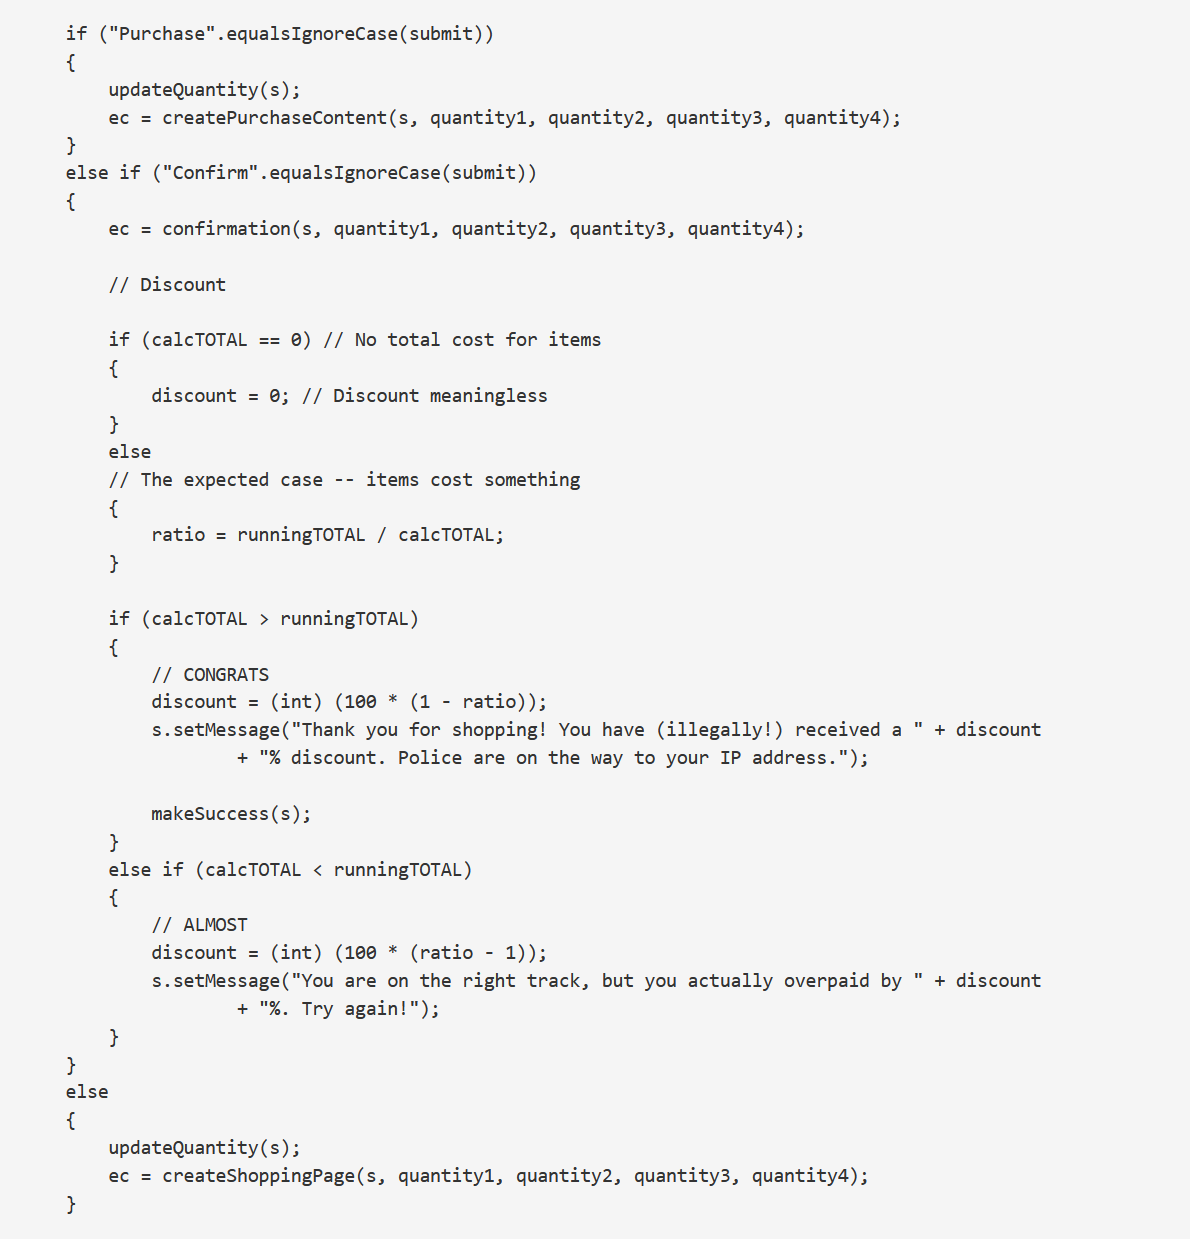 if ("Purchase".equalsIgnoreCase(submit))
{
    updateQuantity(s);
    ec = createPurchaseContent(s, quantity1, quantity2, quantity3, quantity4);
}
else if ("Confirm".equalsIgnoreCase(submit))
{
    ec = confirmation(s, quantity1, quantity2, quantity3, quantity4);

    // Discount

    if (calcTOTAL == 0) // No total cost for items
    {
        discount = 0; // Discount meaningless
    }
    else
    // The expected case -- items cost something
    {
        ratio = runningTOTAL / calcTOTAL;
    }

    if (calcTOTAL > runningTOTAL)
    {
        // CONGRATS
        discount = (int) (100 * (1 - ratio));
        s.setMessage("Thank you for shopping! You have (illegally!) received a " + discount
                + "% discount. Police are on the way to your IP address.");

        makeSuccess(s);
    }
    else if (calcTOTAL < runningTOTAL)
    {
        // ALMOST
        discount = (int) (100 * (ratio - 1));
        s.setMessage("You are on the right track, but you actually overpaid by " + discount
                + "%. Try again!");
    }
}
else
{
    updateQuantity(s);
    ec = createShoppingPage(s, quantity1, quantity2, quantity3, quantity4);
}